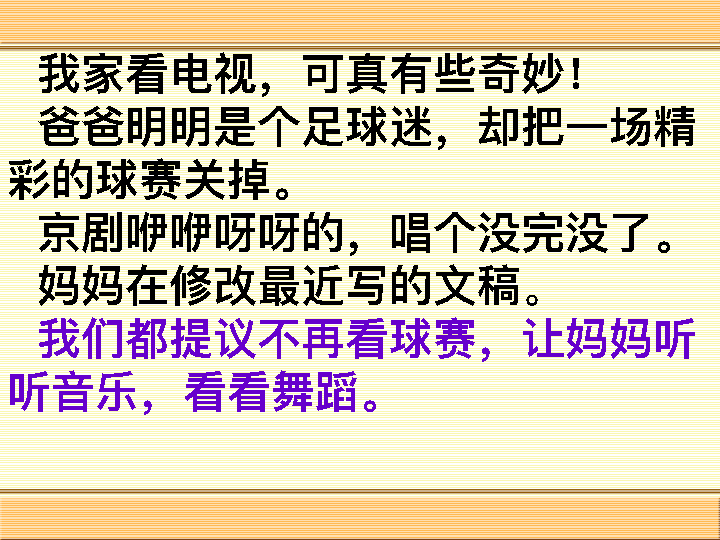 我家看电视，可真有些奇妙！
爸爸明明是个足球迷，却把一场精
彩的球赛关掉。
京剧咿咿呀呀的，唱个没完没了。
妈妈在修改最近写的文稿。
我们都提议不再看球赛，让妈妈听
听音乐，看看舞蹈。